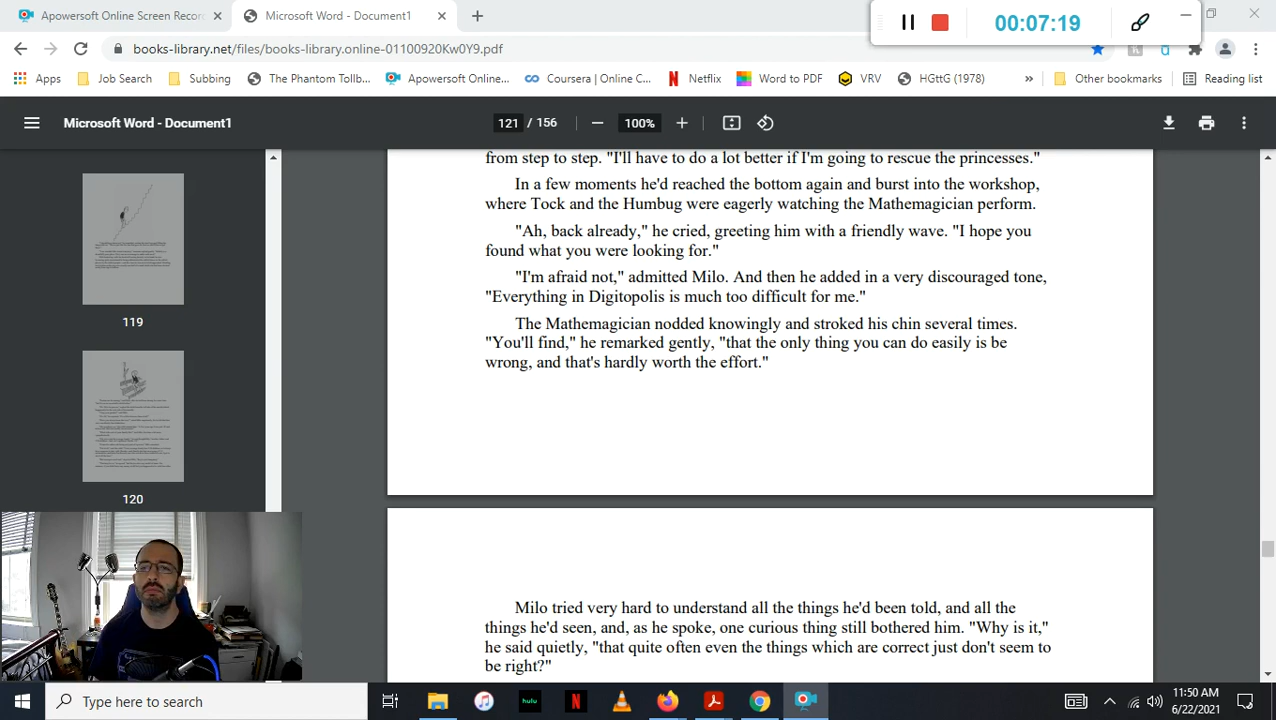 Apowersoft Online Screen Recor
Microsoft Word - Document1
00:07:19
books-library.net/files/books-library.online-01100920Kw0Y9.pdf
Apps
Job Search
Subbing
The Phantom Tollb...
Apowersoft Online...
Coursera | Online C...
Netflix
Word to PDF
VRV
HGttG (1978)
»
Other bookmarks
Reading list
Microsoft Word - Document1
121 / 156
100%
119
120
from step to step. "I'll have to do a lot better if I'm going to rescue the princesses."
In a few moments he'd reached the bottom again and burst into the workshop,
where Tock and the Humbug were eagerly watching the Mathemagician perform.
"Ah, back already," he cried, greeting him with a friendly wave. "I hope you
found what you were looking for."
"I'm afraid not," admitted Milo. And then he added in a very discouraged tone,
"Everything in Digitopolis is much too difficult for me."
The Mathemagician nodded knowingly and stroked his chin several times.
"You'll find," he remarked gently, "that the only thing you can do easily is be
wrong, and that's hardly worth the effort."
Milo tried very hard to understand all the things he'd been told, and all the
things he'd seen, and, as he spoke, one curious thing still bothered him. "Why is it,"
he said quietly, "that quite often even the things which are correct just don't seem to
be right?"
Type here to search
hulu
11:50 AM
6/22/2021